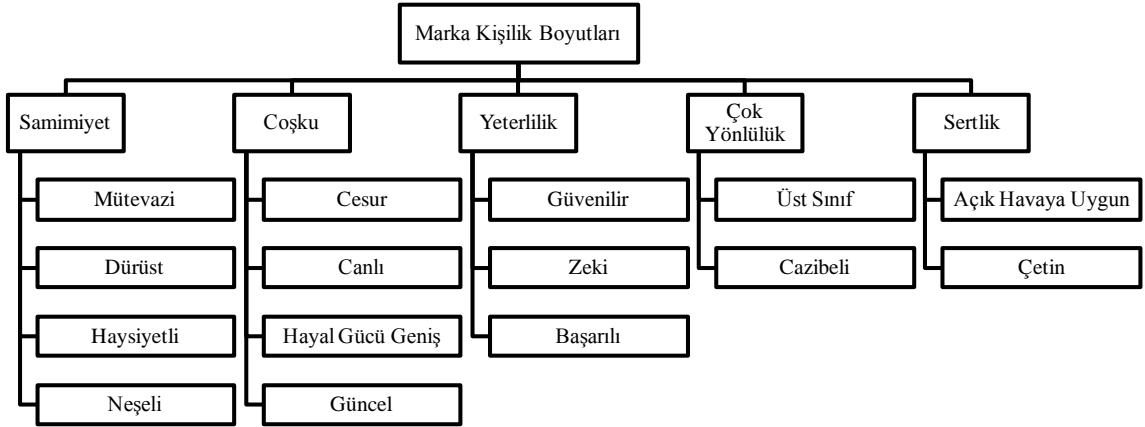 Marka Kişilik Boyutları
Samimiyet
Mütevazi
Dürüst
Haysiyetli
Neşeli
Coşku
Cesur
Canlı
Hayal Gücü Geniş
Güncel
Yeterlilik
Güvenilir
Zeki
Başarılı
Çok
Yönlülük
Üst Sınıf
Cazibeli
Sertlik
Açık Havaya Uygun
Çetin